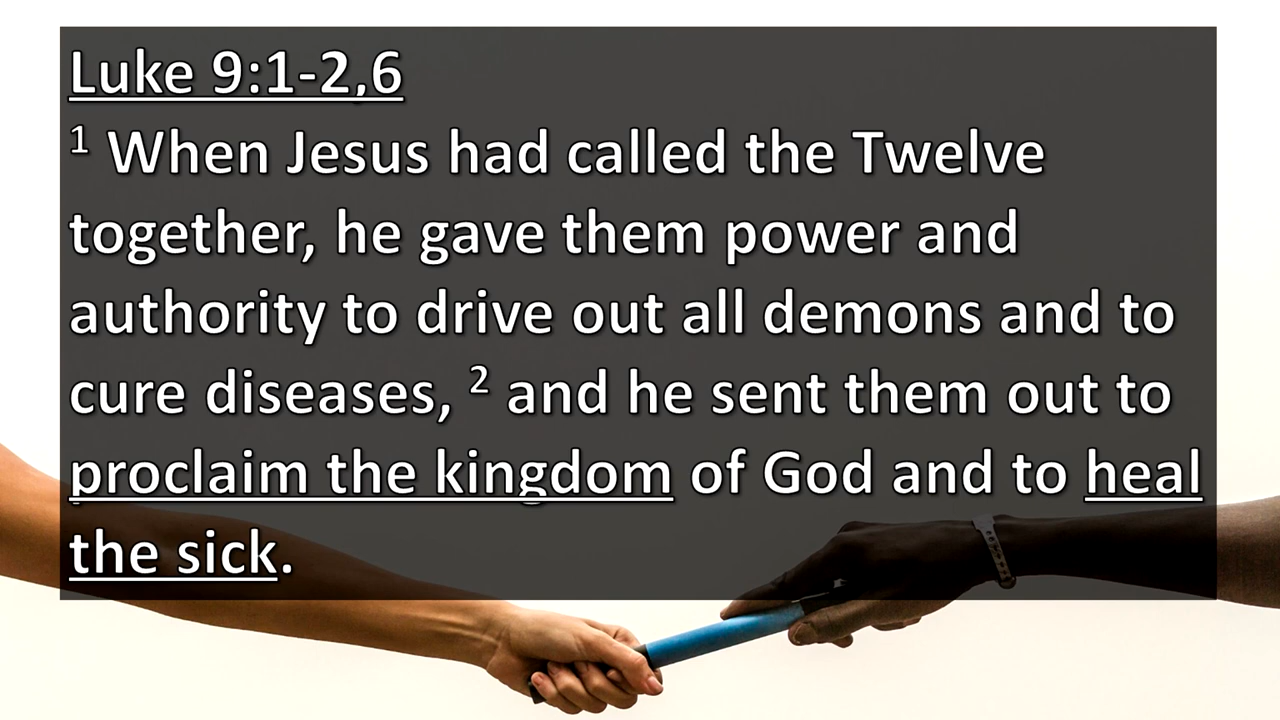 Luke 9:1-2,6
1 When Jesus had called the Twelve
together, he gave them power and
authority to drive out all demons and to
cure diseases, 2 and he sent them out to
proclaim the kingdom of God and to heal
the sick.